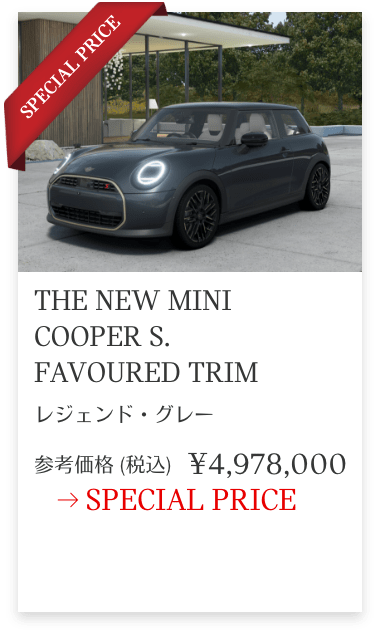 SPECIAL PRICE
THE NEW MINI
COOPER S.
FAVOURED TRIM
レジェンド・グレー
参考価格 (税込) ¥4,978,000
→ SPECIAL PRICE